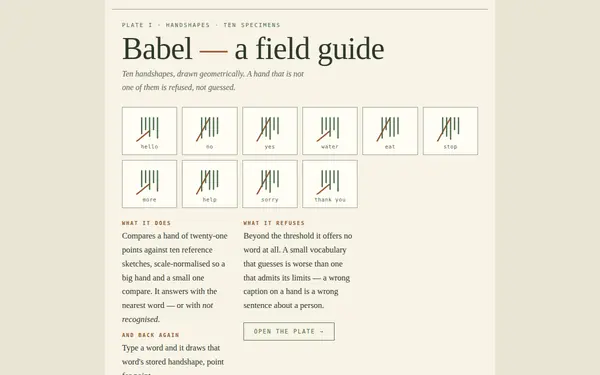 PLATE I · HANDSHAPES · TEN SPECIMENS
Babel — a field guide
Ten handshapes, drawn geometrically. A hand that is not
one of them is refused, not guessed.
hello
no
yes
water
eat
stop
more
help
sorry
thank you
WHAT IT DOES
Compares a hand of twenty-one
points against ten reference
sketches, scale-normalised so a
big hand and a small one
compare. It answers with the
nearest word — or with not
recognised.
AND BACK AGAIN
Type a word and it draws that
word's stored handshape, point
for point
WHAT IT REFUSES
Beyond the threshold it offers no
word at all. A small vocabulary
that guesses is worse than one
that admits its limits — a wrong
caption on a hand is a wrong
sentence about a person.
OPEN THE PLATE →